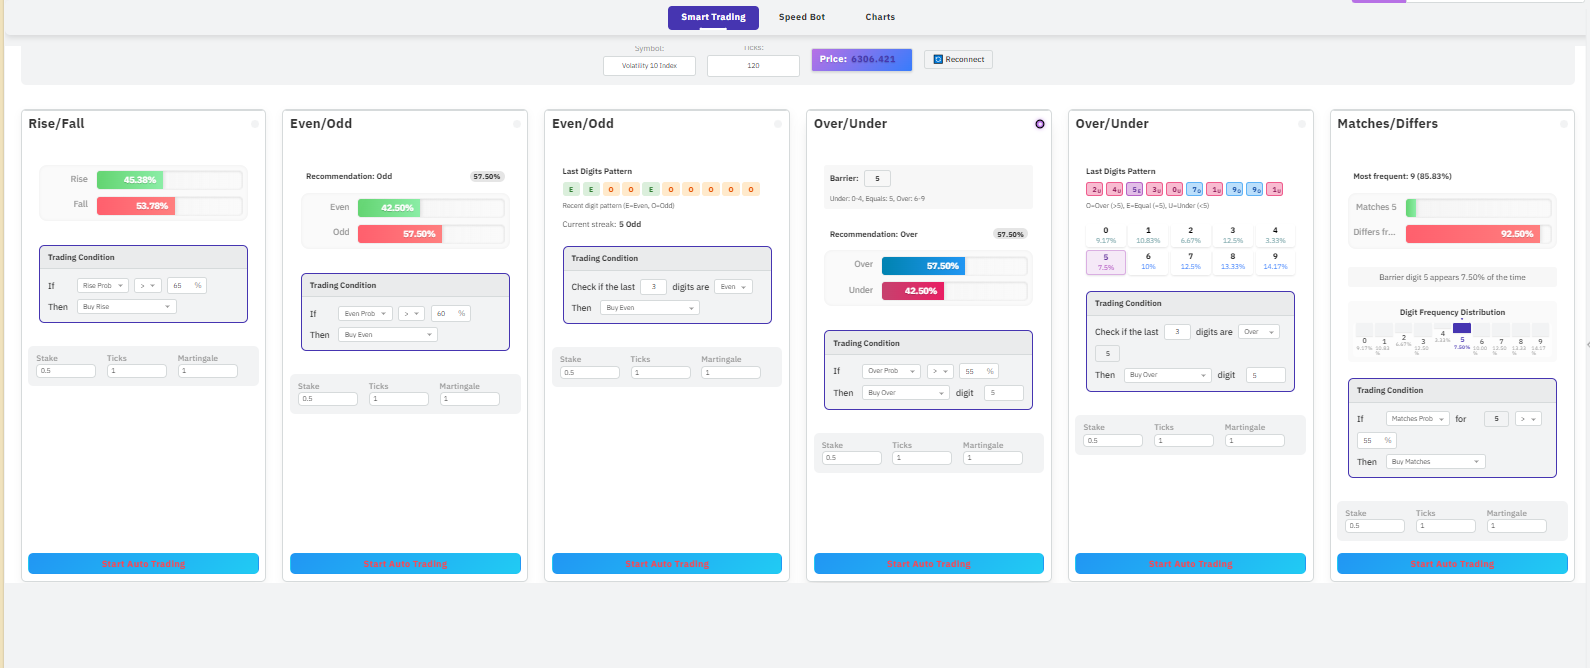 Smart Trading
Speed Bot
Charts
Symbol:
Ticks:
Volatility 10 Index
120
Price: 6306.421
Reconnect
Rise/Fall
Rise 45.38%
Fall 53.78%
Trading Condition
If Rise Prob > 65 %
Then Buy Rise
Stake Ticks Martingale
0.5 1 1
Start Auto Trading
Even/Odd
Recommendation: Odd 57.50%
Even 42.50%
Odd 57.50%
Trading Condition
If Even Prob > 60 %
Then Buy Even
Stake Ticks Martingale
0.5 1 1
Start Auto Trading
Even/Odd
Last Digits Pattern
E E O O E O O O O O
Recent digit pattern (E=Even, O=Odd)
Current streak: 5 Odd
Trading Condition
Check if the last 3 digits are Even
Then Buy Even
Stake Ticks Martingale
0.5 1 1
Start Auto Trading
Over/Under
Barrier: 5
Under: 0-4, Equals: 5, Over: 6-9
Recommendation: Over 57.50%
Over 57.50%
Under 42.50%
Trading Condition
If Over Prob > 55 %
Then Buy Over digit 5
Stake Ticks Martingale
0.5 1 1
Start Auto Trading
Over/Under
Last Digits Pattern
2U 4U 5E 3U 0U 7O 1U 9O 9O 1U
O=Over (>5), E=Equal (=5), U=Under (<5)
0 1 2 3 4
9.17% 10.83% 6.67% 12.5% 3.33%
5 6 7 8 9
7.5% 10% 12.5% 13.33% 14.17%
Trading Condition
Check if the last 3 digits are Over
5
Then Buy Over digit 5
Stake Ticks Martingale
0.5 1 1
Start Auto Trading
Matches/Differs
Most frequent: 9 (85.83%)
Matches 5
Differs fr... 92.50%
Barrier digit 5 appears 7.50% of the time
Digit Frequency Distribution
0 1 2 3 4 5 6 7 8 9
9.17% 10.83% 6.67% 12.50% 3.33% 7.50% 10.00% 12.50% 13.33% 14.17%
Trading Condition
If Matches Prob for 5 >
55 %
Then Buy Matches
Stake Ticks Martingale
0.5 1 1
Start Auto Trading